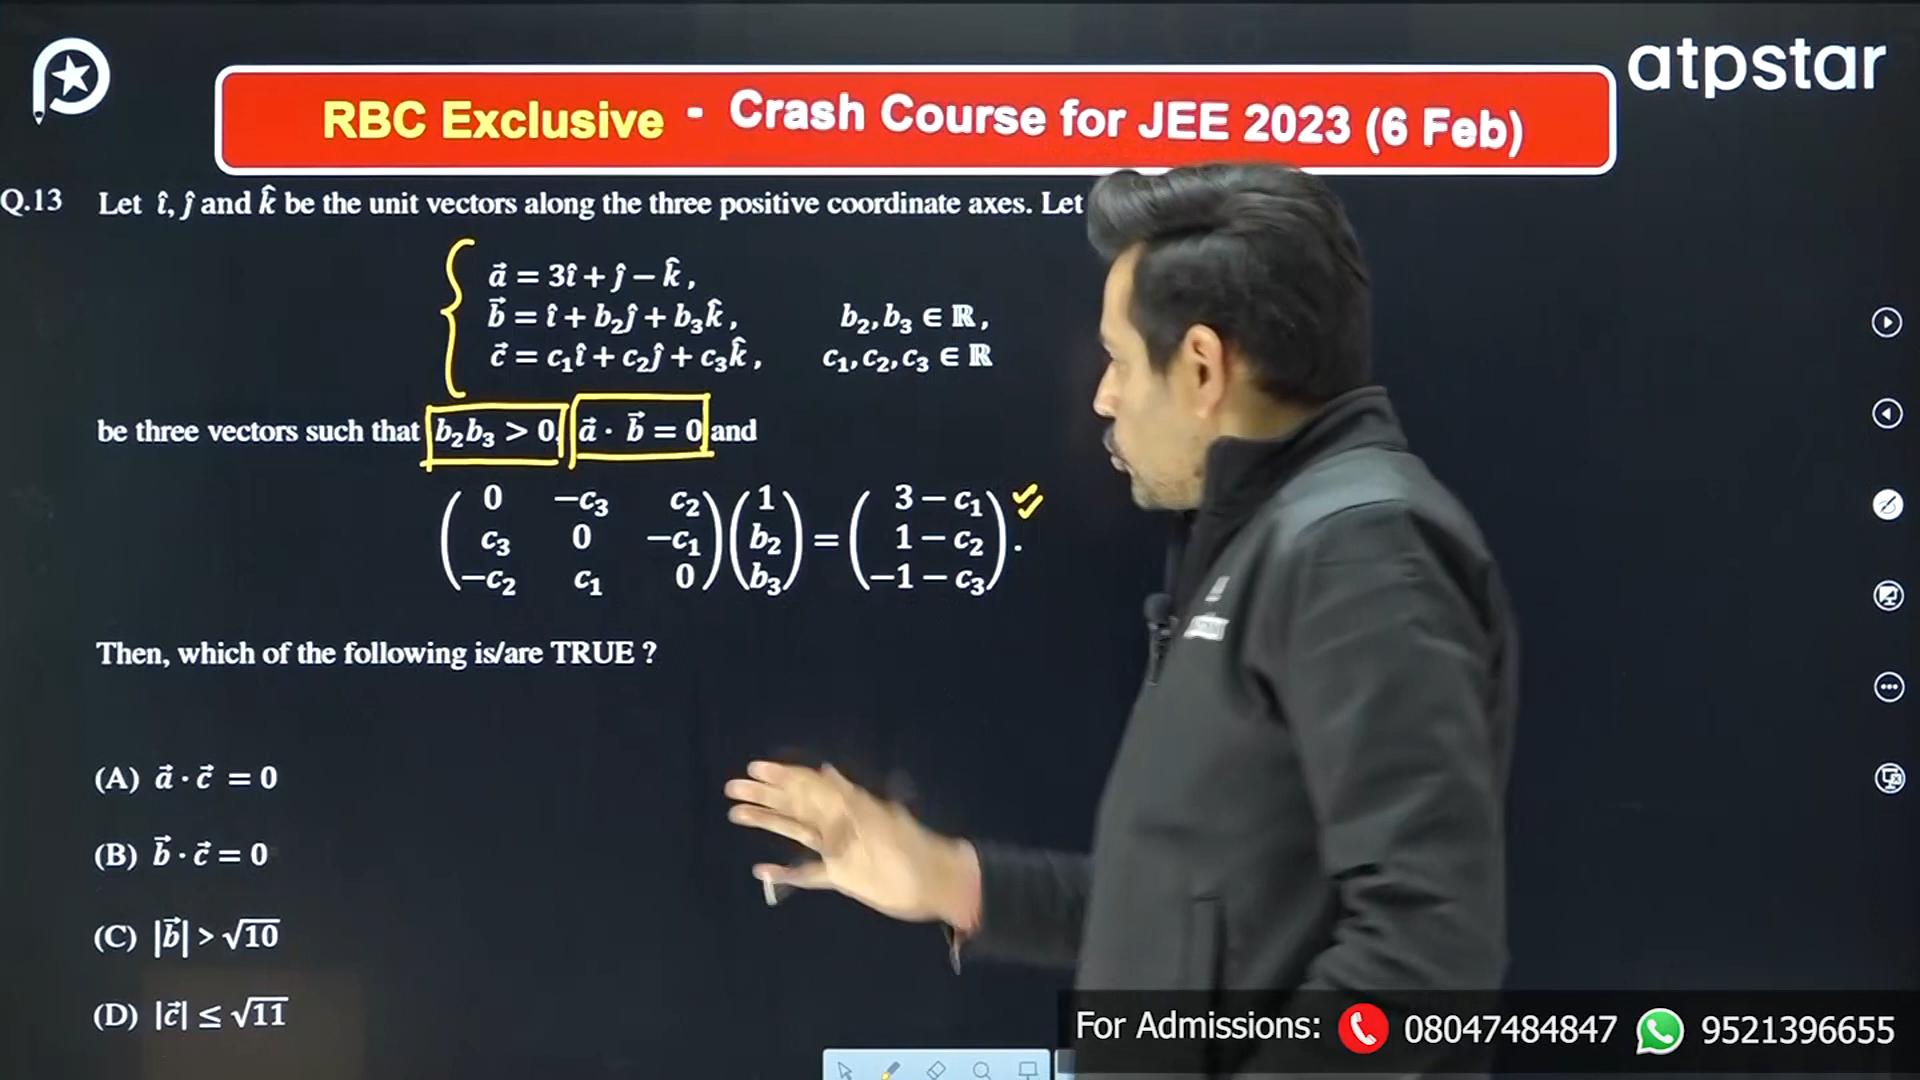 atpstar
RBC Exclusive - Crash Course for JEE 2023 (6 Feb)
Q.13 Let î, ĵ and k̂ be the unit vectors along the three positive coordinate axes. Let
a⃗ = 3î + ĵ − k̂,
b⃗ = î + b₂ĵ + b₃k̂, b₂, b₃ ∈ ℝ,
c⃗ = c₁î + c₂ĵ + c₃k̂, c₁, c₂, c₃ ∈ ℝ
be three vectors such that b₂b₃ > 0, a⃗ · b⃗ = 0 and
0 −c₃ c₂ 1 3 − c₁
c₃ 0 −c₁ b₂ = 1 − c₂ .
−c₂ c₁ 0 b₃ −1 − c₃
Then, which of the following is/are TRUE ?
(A) a⃗ · c⃗ = 0
(B) b⃗ · c⃗ = 0
(C) |b⃗| > √10
(D) |c⃗| ≤ √11
For Admissions: 08047484847 9521396655